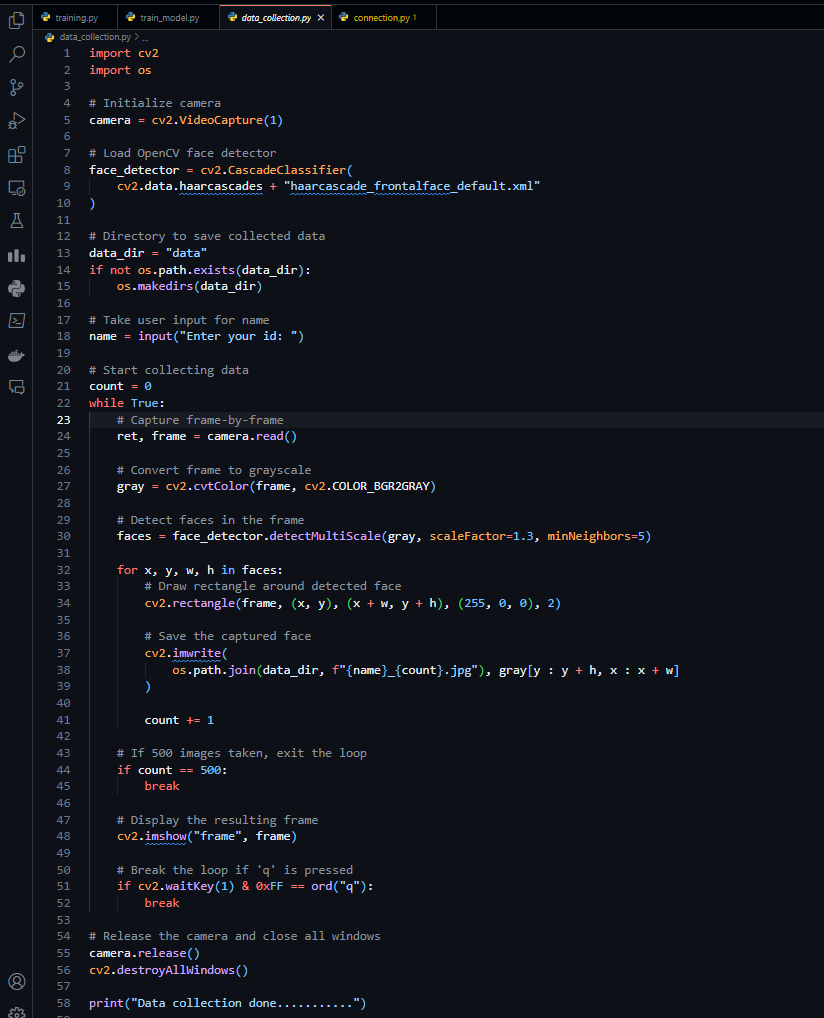 training.py train_model.py data_collection.py × connection.py 1
data_collection.py > ...
1 import cv2
2 import os
3
4 # Initialize camera
5 camera = cv2.VideoCapture(1)
6
7 # Load OpenCV face detector
8 face_detector = cv2.CascadeClassifier(
9     cv2.data.haarcascades + "haarcascade_frontalface_default.xml"
10 )
11
12 # Directory to save collected data
13 data_dir = "data"
14 if not os.path.exists(data_dir):
15     os.makedirs(data_dir)
16
17 # Take user input for name
18 name = input("Enter your id: ")
19
20 # Start collecting data
21 count = 0
22 while True:
23     # Capture frame-by-frame
24     ret, frame = camera.read()
25
26     # Convert frame to grayscale
27     gray = cv2.cvtColor(frame, cv2.COLOR_BGR2GRAY)
28
29     # Detect faces in the frame
30     faces = face_detector.detectMultiScale(gray, scaleFactor=1.3, minNeighbors=5)
31
32     for x, y, w, h in faces:
33         # Draw rectangle around detected face
34         cv2.rectangle(frame, (x, y), (x + w, y + h), (255, 0, 0), 2)
35
36         # Save the captured face
37         cv2.imwrite(
38             os.path.join(data_dir, f"{name}_{count}.jpg"), gray[y : y + h, x : x + w]
39         )
40
41         count += 1
42
43     # If 500 images taken, exit the loop
44     if count == 500:
45         break
46
47     # Display the resulting frame
48     cv2.imshow("frame", frame)
49
50     # Break the loop if 'q' is pressed
51     if cv2.waitKey(1) & 0xFF == ord("q"):
52         break
53
54 # Release the camera and close all windows
55 camera.release()
56 cv2.destroyAllWindows()
57
58 print("Data collection done...........")